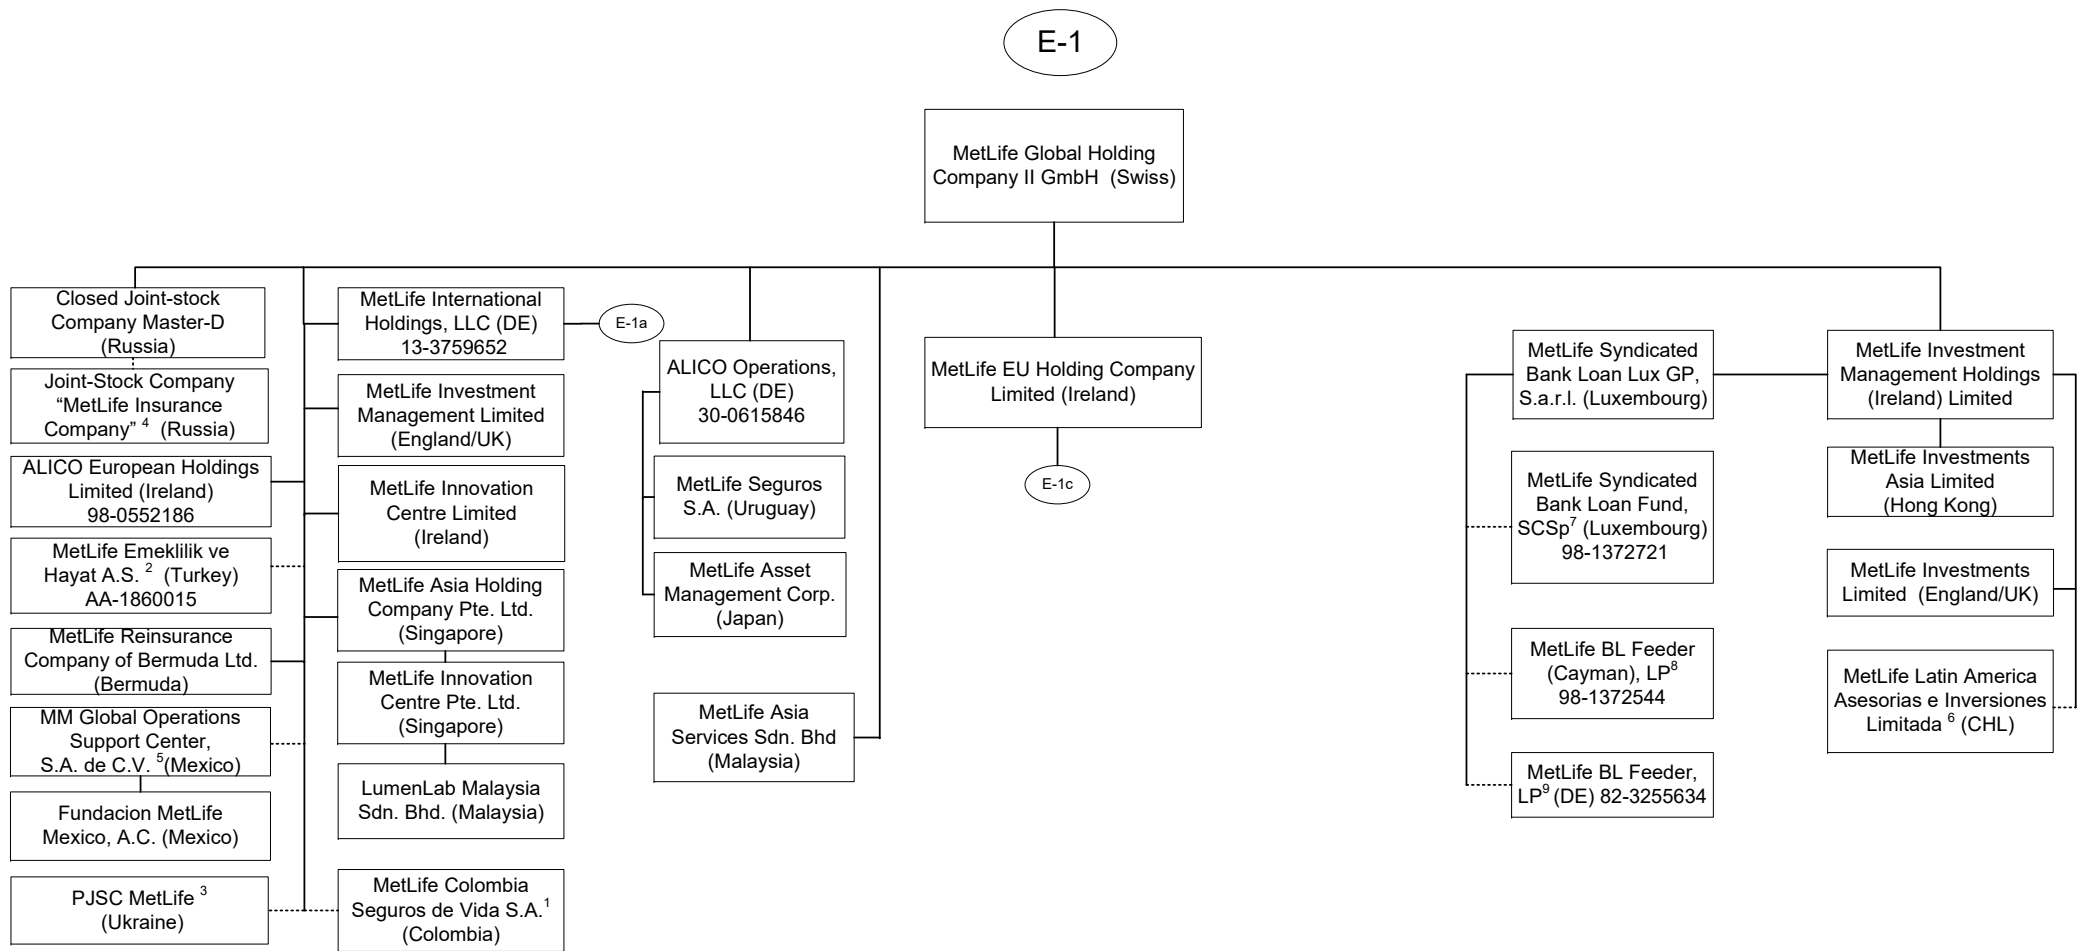 E-1
MetLife Global Holding
Company II GmbH (Swiss)
Closed Joint-stock
Company Master-D
(Russia)
Joint-Stock Company
“MetLife Insurance
Company” 4 (Russia)
ALICO European Holdings
Limited (Ireland)
98-0552186
MetLife Emeklilik ve
Hayat A.S. 2 (Turkey)
AA-1860015
MetLife Reinsurance
Company of Bermuda Ltd.
(Bermuda)
MM Global Operations
Support Center,
S.A. de C.V. 5(Mexico)
Fundacion MetLife
Mexico, A.C. (Mexico)
PJSC MetLife 3
(Ukraine)
MetLife International
Holdings, LLC (DE)
13-3759652
E-1a
MetLife Investment
Management Limited
(England/UK)
MetLife Innovation
Centre Limited
(Ireland)
MetLife Asia Holding
Company Pte. Ltd.
(Singapore)
MetLife Innovation
Centre Pte. Ltd.
(Singapore)
LumenLab Malaysia
Sdn. Bhd. (Malaysia)
MetLife Colombia
Seguros de Vida S.A.1
(Colombia)
ALICO Operations,
LLC (DE)
30-0615846
MetLife Seguros
S.A. (Uruguay)
MetLife Asset
Management Corp.
(Japan)
MetLife Asia
Services Sdn. Bhd
(Malaysia)
MetLife EU Holding Company
Limited (Ireland)
E-1c
MetLife Syndicated
Bank Loan Lux GP,
S.a.r.l. (Luxembourg)
MetLife Syndicated
Bank Loan Fund,
SCSp7 (Luxembourg)
98-1372721
MetLife BL Feeder
(Cayman), LP8
98-1372544
MetLife BL Feeder,
LP9 (DE) 82-3255634
MetLife Investment
Management Holdings
(Ireland) Limited
MetLife Investments
Asia Limited
(Hong Kong)
MetLife Investments
Limited (England/UK)
MetLife Latin America
Asesorias e Inversiones
Limitada 6 (CHL)